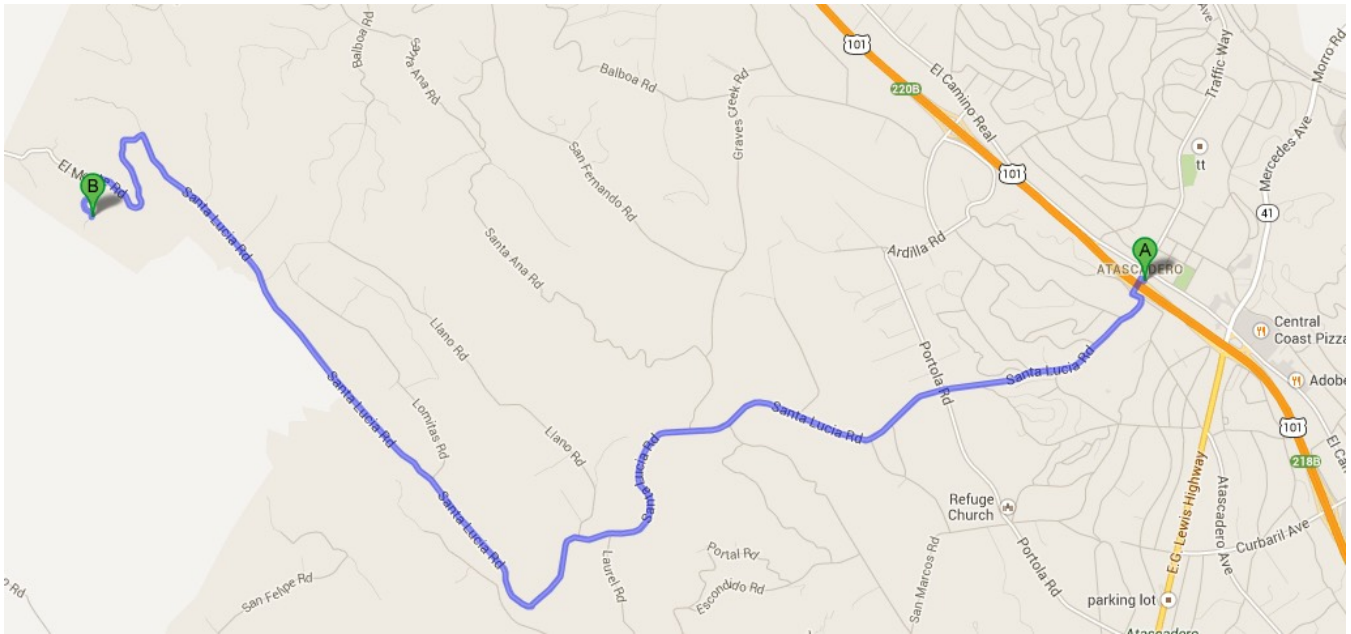 Balboa Rd
Santa Ana Rd
Balboa Rd
Graves Creek Rd
101
220B
El Camino Real
Ave
Traffic Way
Morro Rd
tt
Mercedes Ave
San Fernando Rd
101
41
El Monte Rd
B
Santa Lucia Rd
Santa Ana Rd
Ardilla Rd
A
ATASCADERO
Central
Coast Pizza
Llano Rd
Portola Rd
Santa Lucia Rd
Adobe
Santa Lucia Rd
Lomitas Rd
Santa Lucia Rd
Llano Rd
Santa Lucia Rd
101
El Ca
218B
Santa Lucia Rd
Refuge
Church
E.G. Lewis Highway
Atascadero Ave
Curbaril Ave
Portal Rd
Escondido Rd
San Marcos Rd
Portola Rd
Laurel Rd
San Felipe Rd
Rd
parking lot
Atascadero